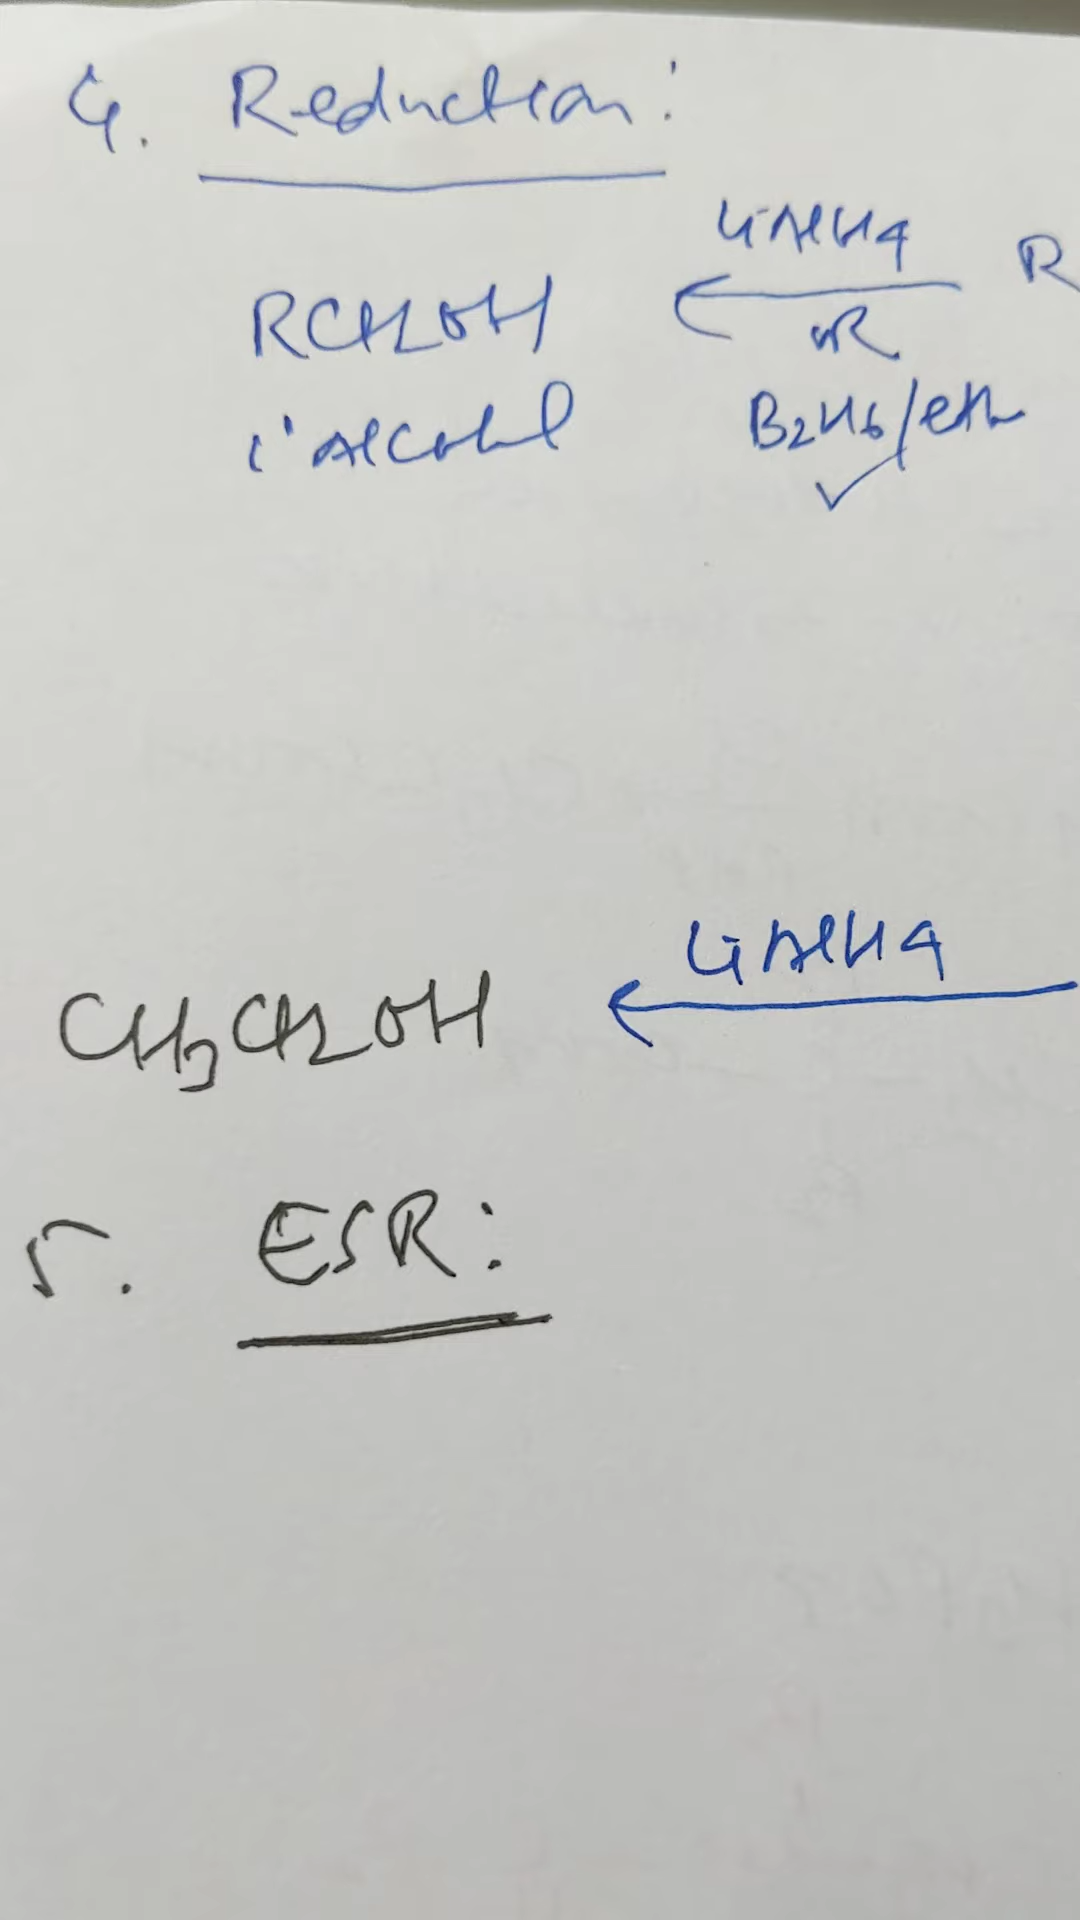 4. Reduction:
LiAlH4
RCH2OH ← R
OR
1° Alcohol B2H6/eth
LiAlH4
CH3CH2OH ←
5. ESR: